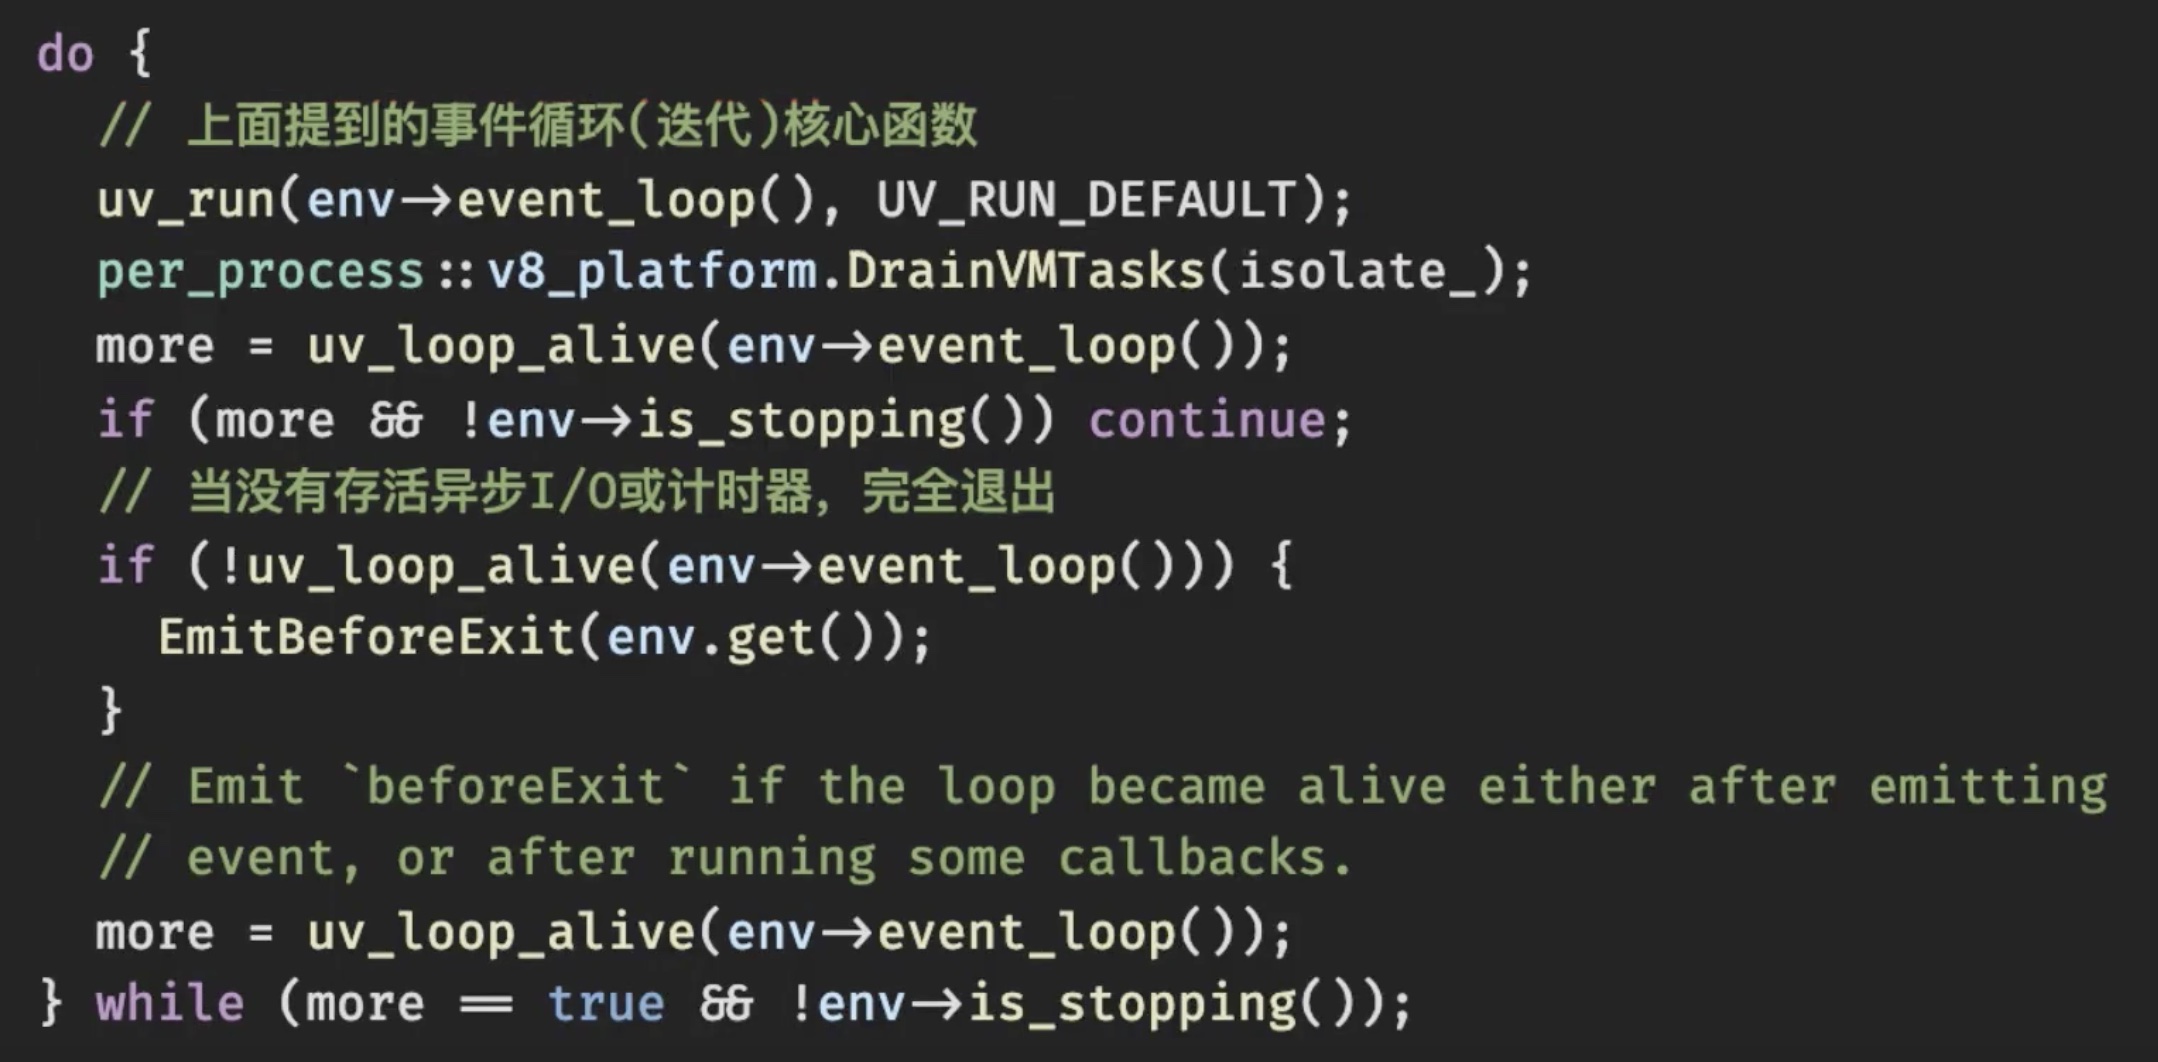 do {
  // 上面提到的事件循环(迭代)核心函数
  uv_run(env->event_loop(), UV_RUN_DEFAULT);
  per_process::v8_platform.DrainVMTasks(isolate_);
  more = uv_loop_alive(env->event_loop());
  if (more && !env->is_stopping()) continue;
  // 当没有存活异步I/O或计时器，完全退出
  if (!uv_loop_alive(env->event_loop())) {
    EmitBeforeExit(env.get());
  }
  // Emit `beforeExit` if the loop became alive either after emitting
  // event, or after running some callbacks.
  more = uv_loop_alive(env->event_loop());
} while (more == true && !env->is_stopping());